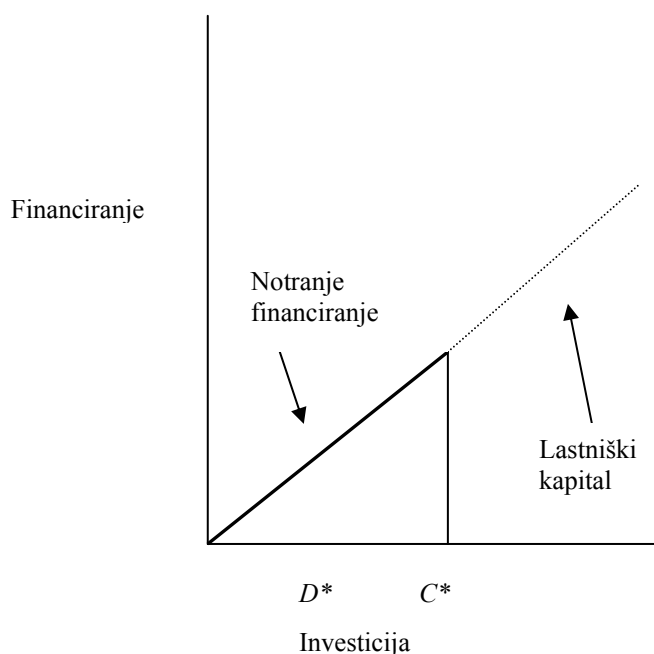 Financiranje
Notranje
financiranje
Lastniški
kapital
D* C*
Investicija